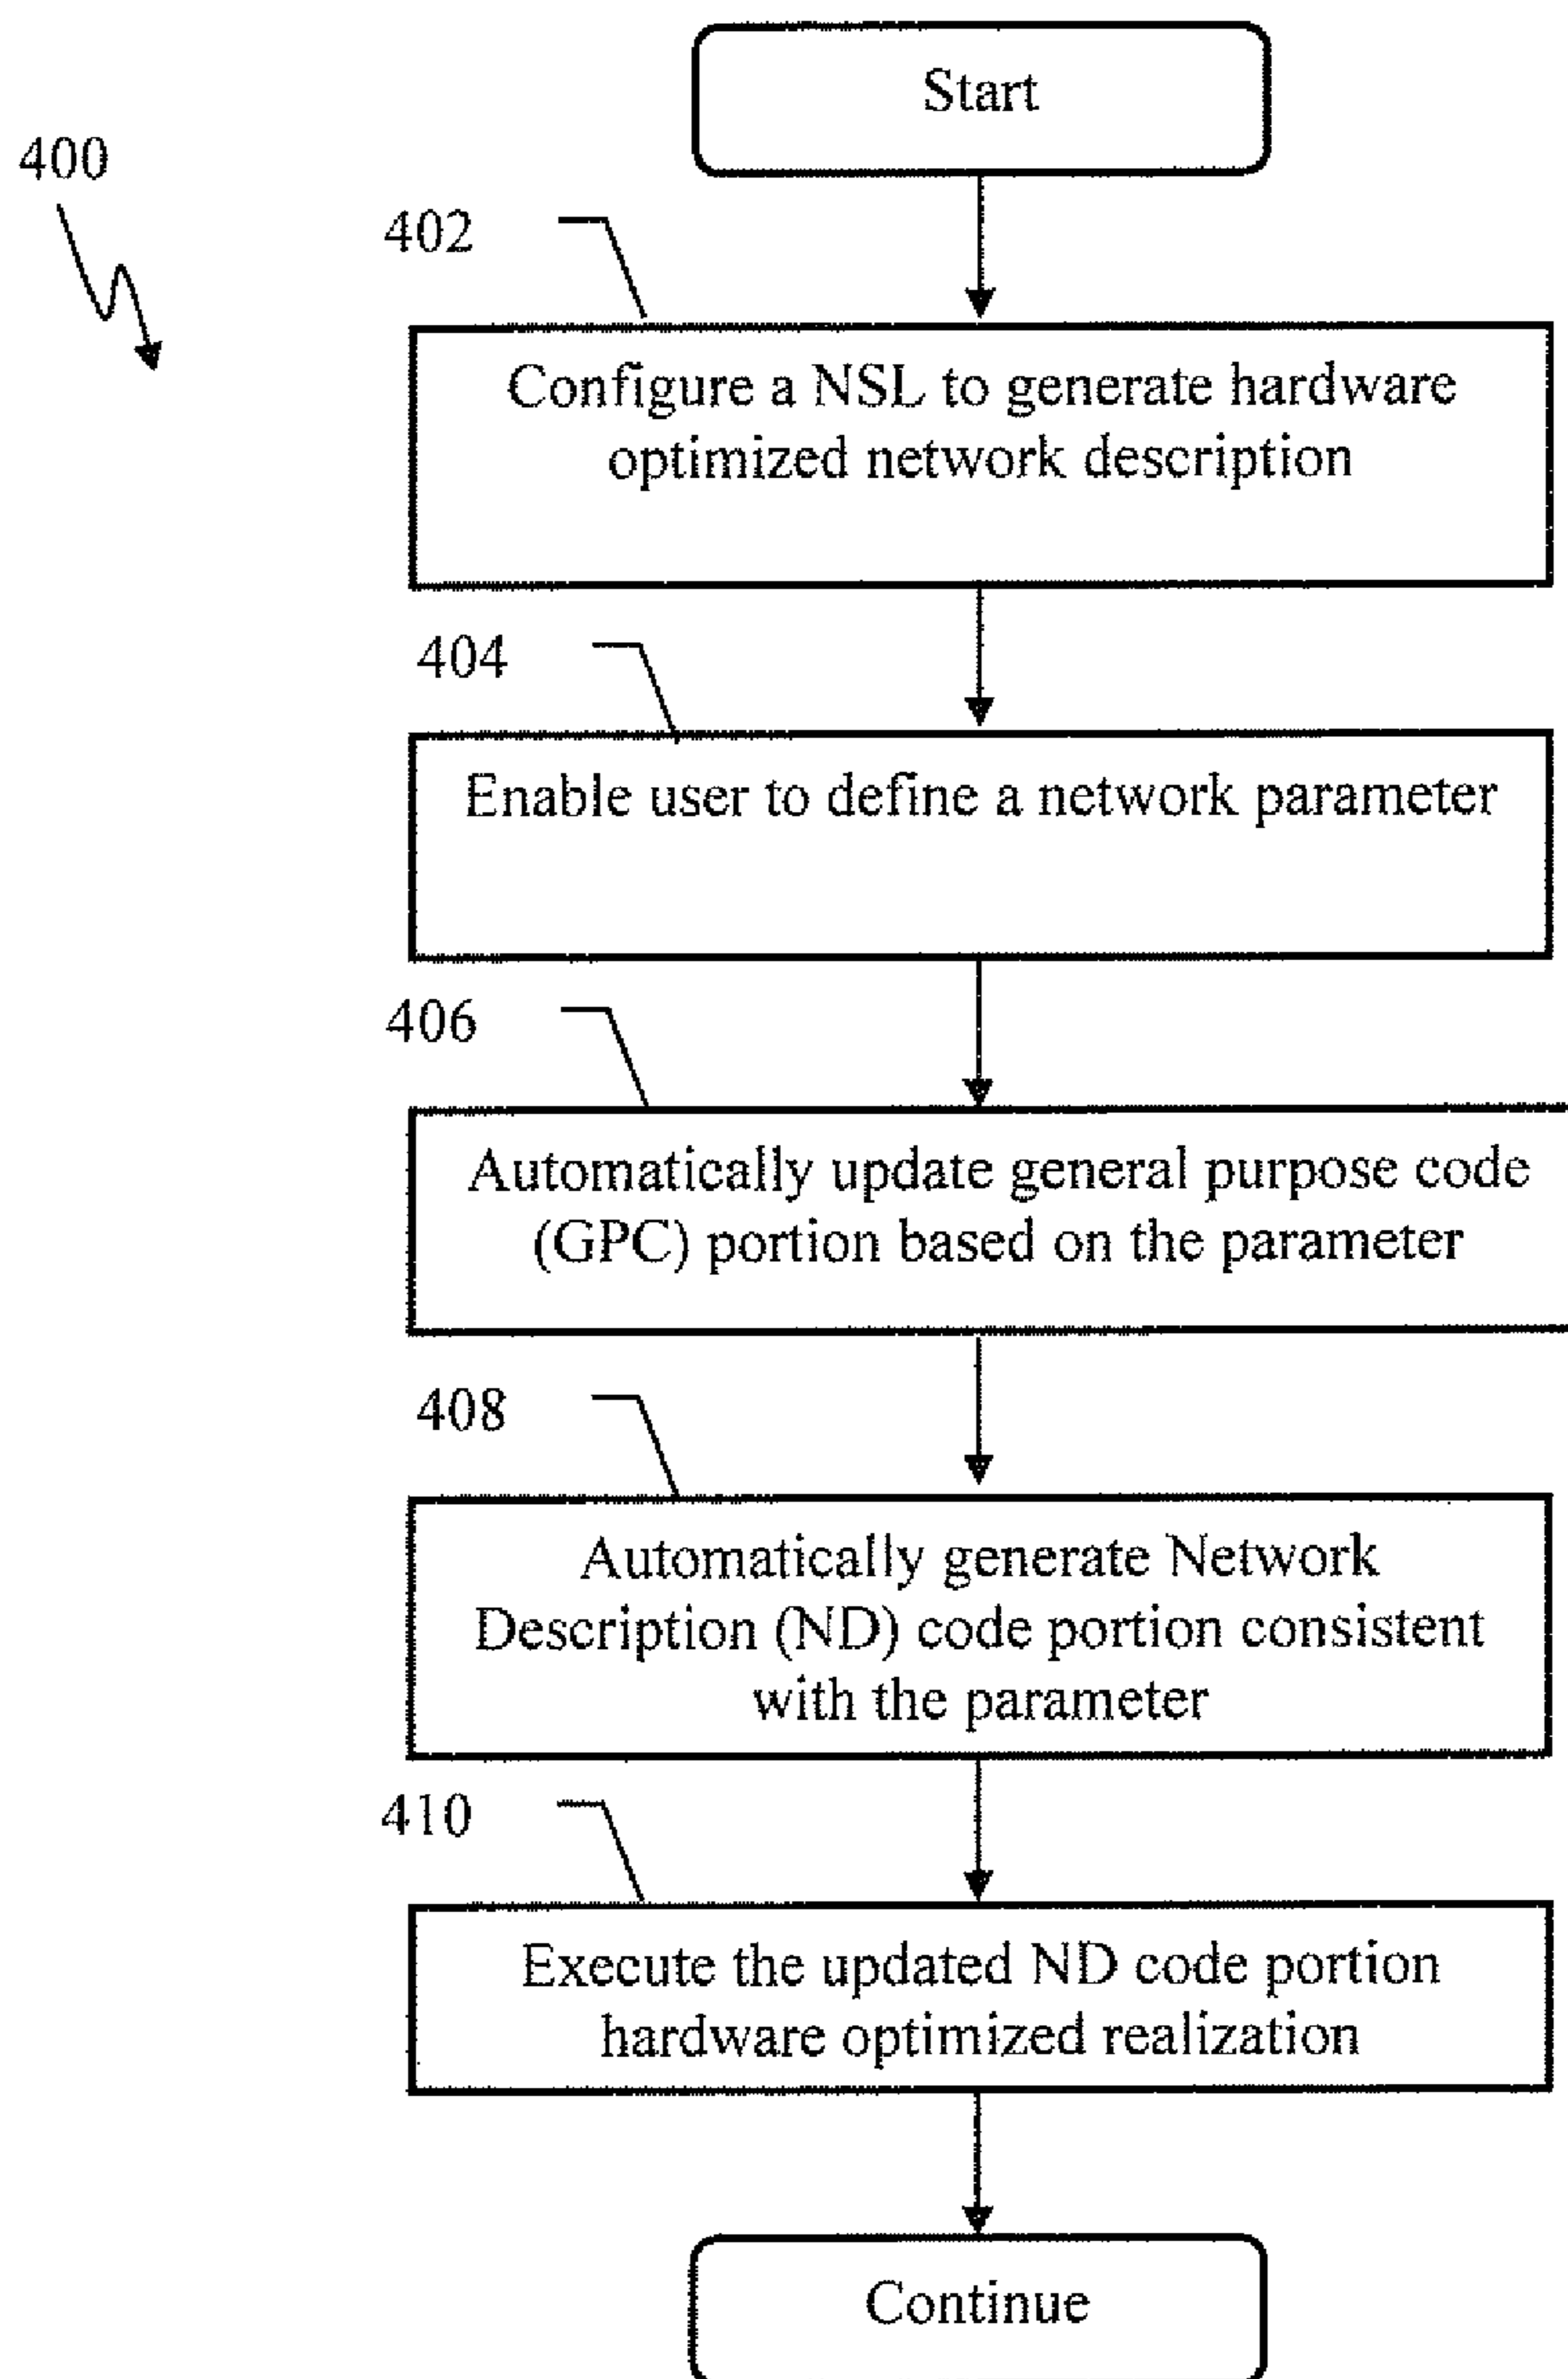 Start
400
402
Configure a NSL to generate hardware
optimized network description
404
Enable user to define a network parameter
406
Automatically update general purpose code
(GPC) portion based on the parameter
408
Automatically generate Network
Description (ND) code portion consistent
with the parameter
410
Execute the updated ND code portion
hardware optimized realization
Continue